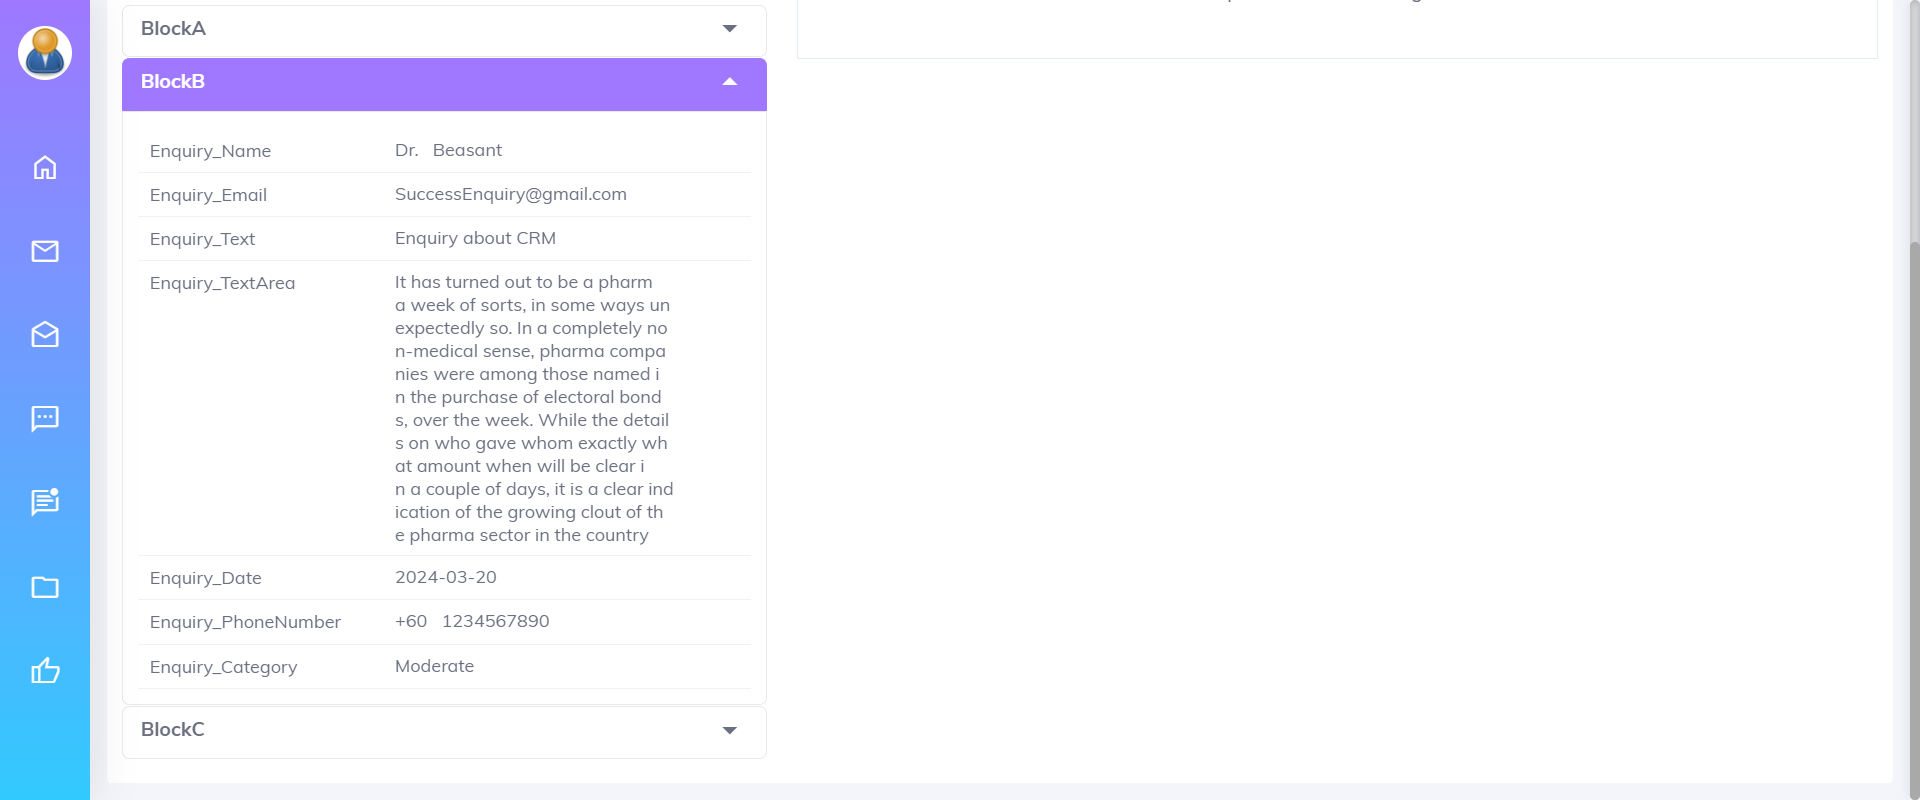 BlockA
BlockB
Enquiry_Name Dr. Beasant
Enquiry_Email SuccessEnquiry@gmail.com
Enquiry_Text Enquiry about CRM
Enquiry_TextArea It has turned out to be a pharm
a week of sorts, in some ways un
expectedly so. In a completely no
n-medical sense, pharma compa
nies were among those named i
n the purchase of electoral bond
s, over the week. While the detail
s on who gave whom exactly wh
at amount when will be clear i
n a couple of days, it is a clear ind
ication of the growing clout of th
e pharma sector in the country
Enquiry_Date 2024-03-20
Enquiry_PhoneNumber +60 1234567890
Enquiry_Category Moderate
BlockC